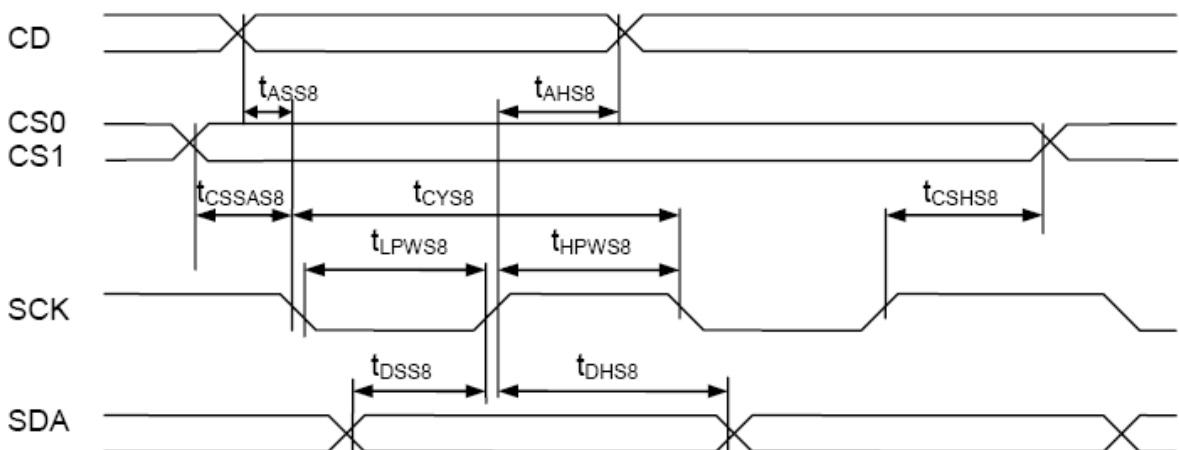 CD
tASS8
tAHS8
CS0
CS1
tCSSAS8
tCYS8
tCSHS8
tLPWS8
tHPWS8
SCK
tDSS8
tDHS8
SDA